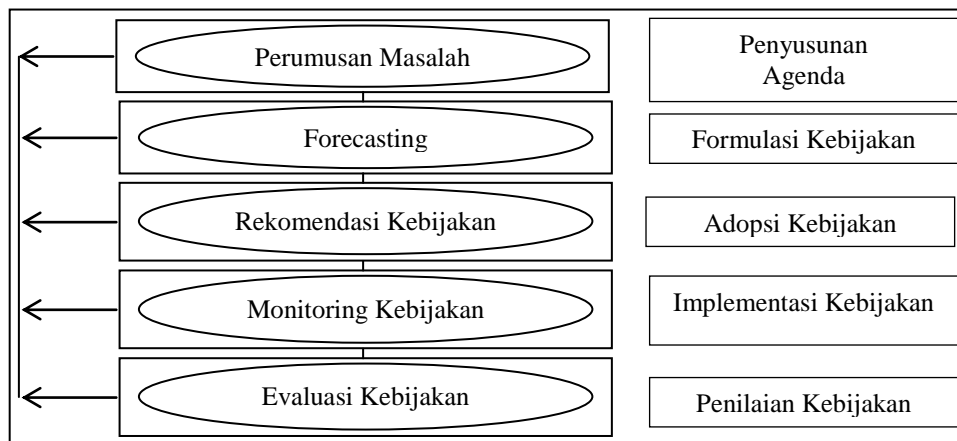 Perumusan Masalah
Penyusunan
Agenda
Forecasting
Formulasi Kebijakan
Rekomendasi Kebijakan
Adopsi Kebijakan
Monitoring Kebijakan
Implementasi Kebijakan
Evaluasi Kebijakan
Penilaian Kebijakan